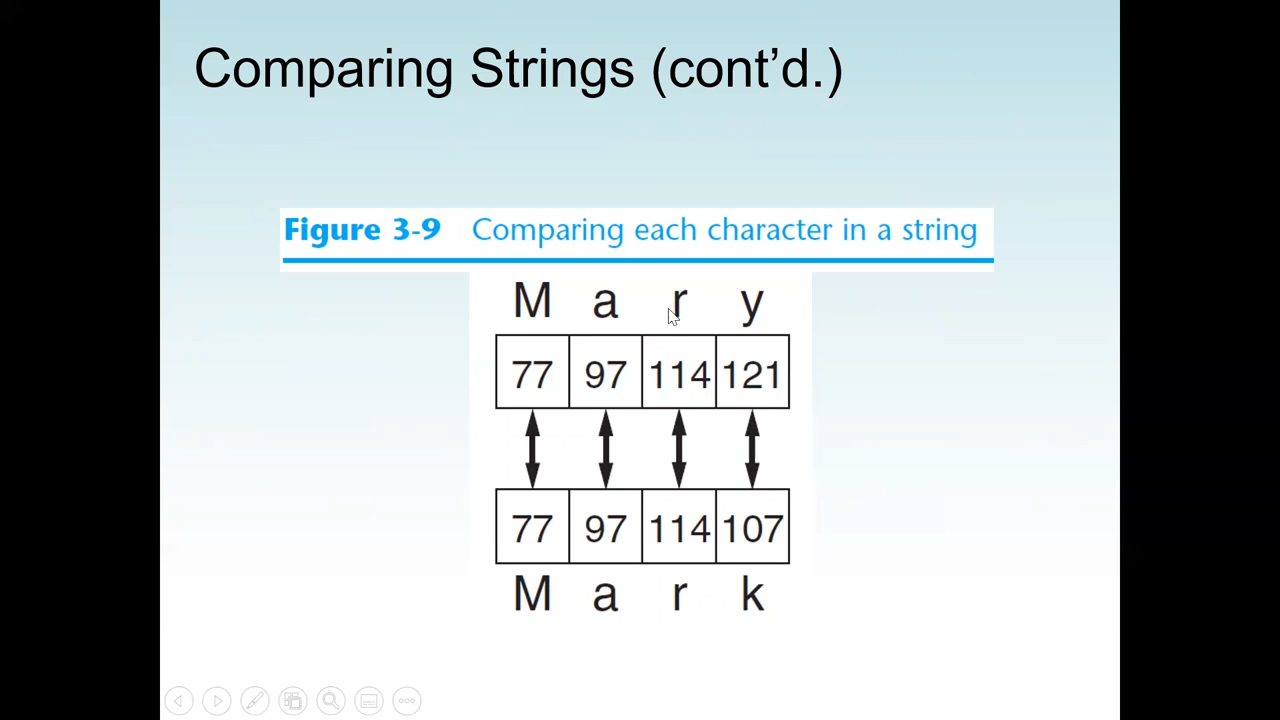 Comparing Strings (cont’d.)
Figure 3-9 Comparing each character in a string
M a r y
77 97 114 121
77 97 114 107
M a r k